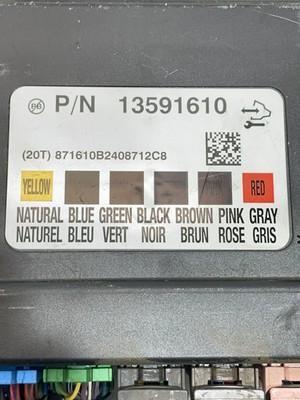 P/N 13591610
(20T) 871610B2408712C8
YELLOW RED
NATURAL BLUE GREEN BLACK BROWN PINK GRAY
NATUREL BLEU VERT NOIR BRUN ROSE GRIS